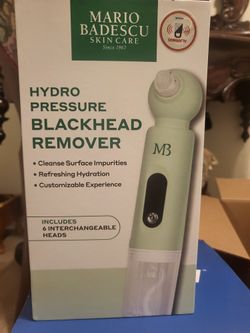 MARIO
BADESCU
SKIN CARE
Since 1967
HYDRO
PRESSURE
BLACKHEAD
REMOVER
• Cleanse Surface Impurities
• Refreshing Hydration
• Customizable Experience
MB
INCLUDES
6 INTERCHANGEABLE
HEADS